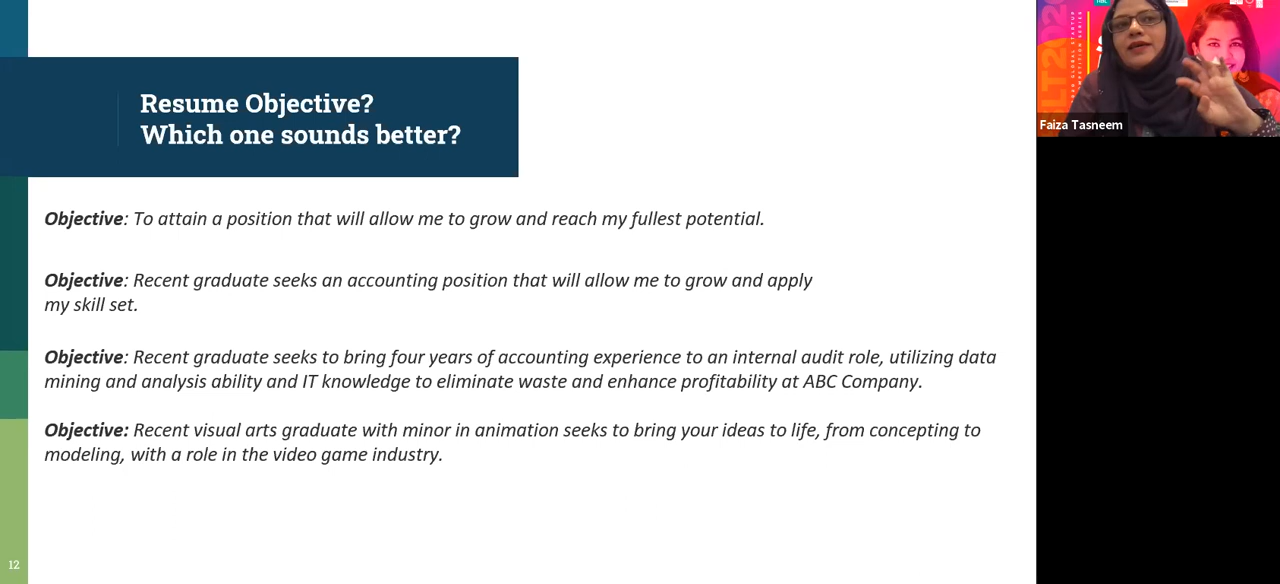 Resume Objective?
Which one sounds better?
Objective: To attain a position that will allow me to grow and reach my fullest potential.
Objective: Recent graduate seeks an accounting position that will allow me to grow and apply
my skill set.
Objective: Recent graduate seeks to bring four years of accounting experience to an internal audit role, utilizing data
mining and analysis ability and IT knowledge to eliminate waste and enhance profitability at ABC Company.
Objective: Recent visual arts graduate with minor in animation seeks to bring your ideas to life, from concepting to
modeling, with a role in the video game industry.
12
Faiza Tasneem